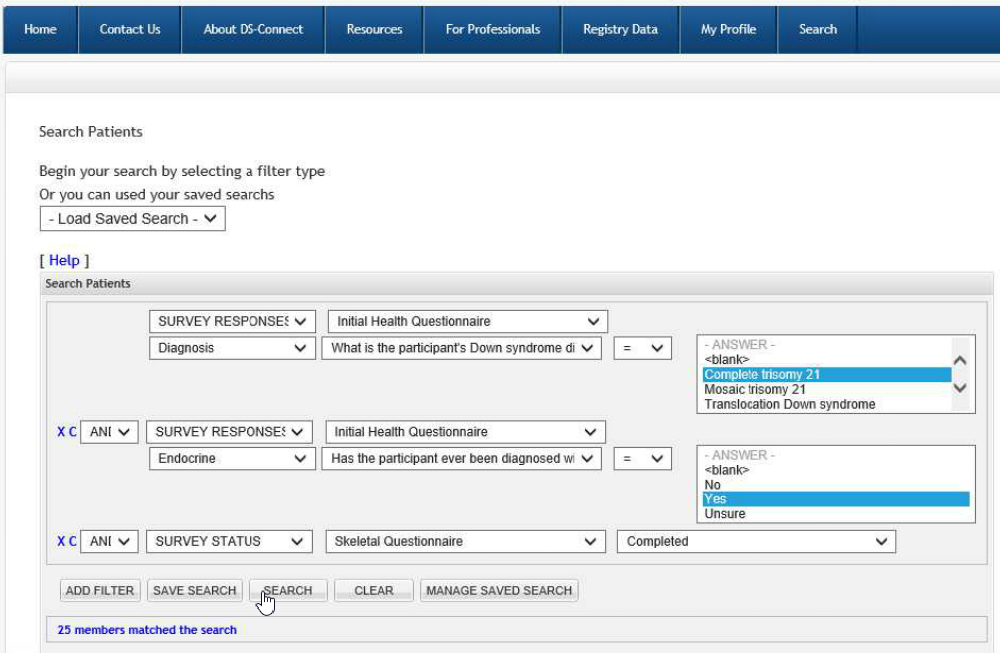 Home Contact Us About DS-Connect Resources For Professionals Registry Data My Profile Search
Search Patients
Begin your search by selecting a filter type
Or you can used your saved searchs
- Load Saved Search -
[ Help ]
Search Patients
SURVEY RESPONSES Initial Health Questionnaire
Diagnosis What is the participant's Down syndrome di =
- ANSWER -
<blank>
Complete trisomy 21
Mosaic trisomy 21
Translocation Down syndrome
X C AND SURVEY RESPONSES Initial Health Questionnaire
Endocrine Has the participant ever been diagnosed wi =
- ANSWER -
<blank>
No
Yes
Unsure
X C AND SURVEY STATUS Skeletal Questionnaire Completed
ADD FILTER SAVE SEARCH SEARCH CLEAR MANAGE SAVED SEARCH
25 members matched the search